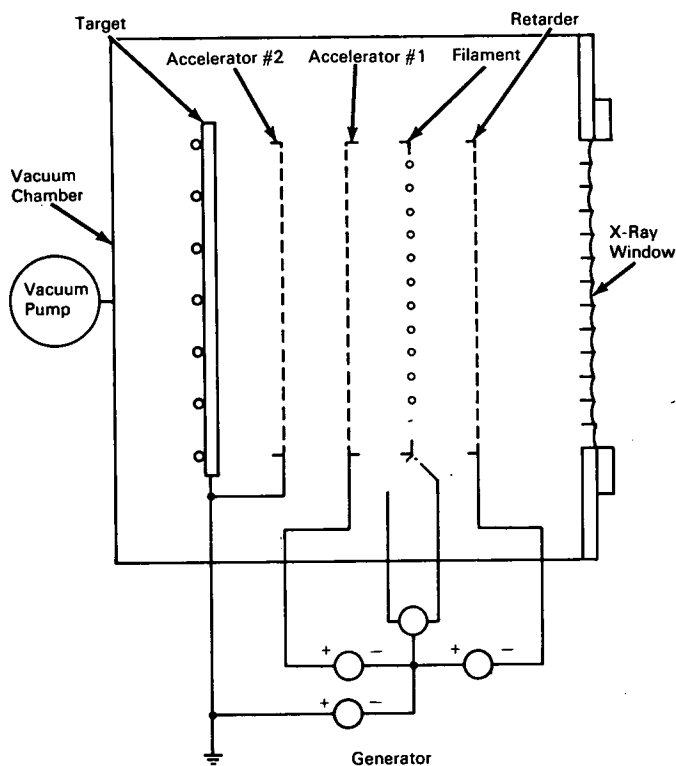 Target
Retarder
Accelerator #2
Accelerator #1
Filament
Vacuum
Chamber
X-Ray
Window
Vacuum
Pump
+ −
+ −
+ −
Generator